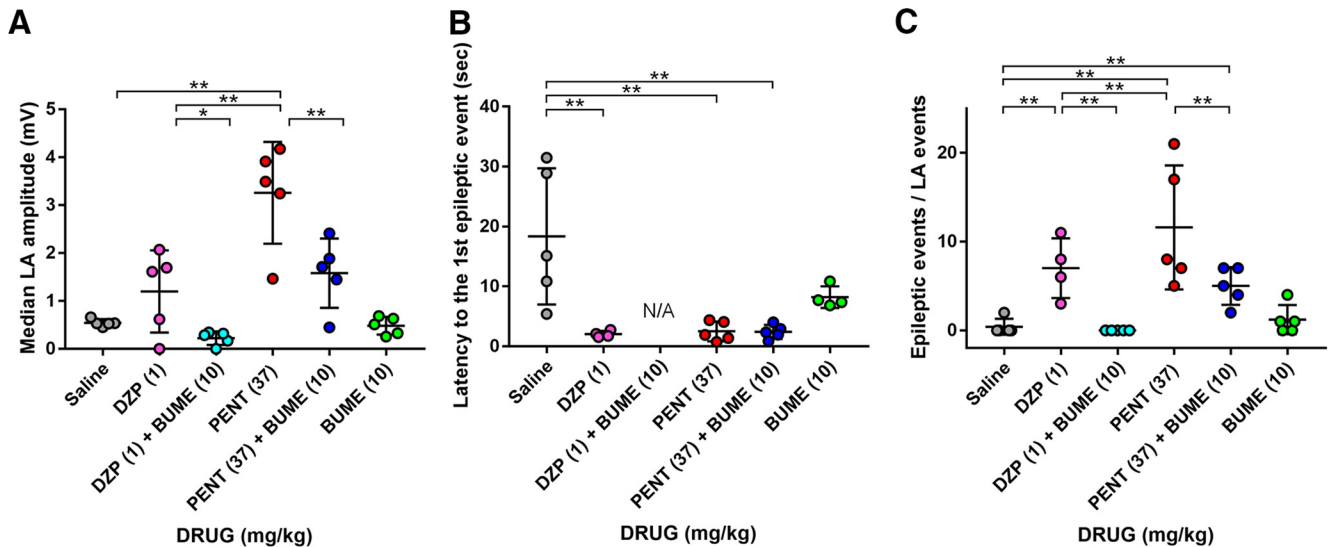 A
Median LA amplitude (mV)
5
4
3
2
1
0
**
**
*
**
Saline
DZP (1)
DZP (1) + BUME (10)
PENT (37)
PENT (37) + BUME (10)
BUME (10)
DRUG (mg/kg)
B
Latency to the 1st epileptic event (sec)
40
30
20
10
0
**
**
**
N/A
Saline
DZP (1)
DZP (1) + BUME (10)
PENT (37)
PENT (37) + BUME (10)
BUME (10)
DRUG (mg/kg)
C
Epileptic events / LA events
20
10
0
**
**
**
**
**
**
Saline
DZP (1)
DZP (1) + BUME (10)
PENT (37)
PENT (37) + BUME (10)
BUME (10)
DRUG (mg/kg)